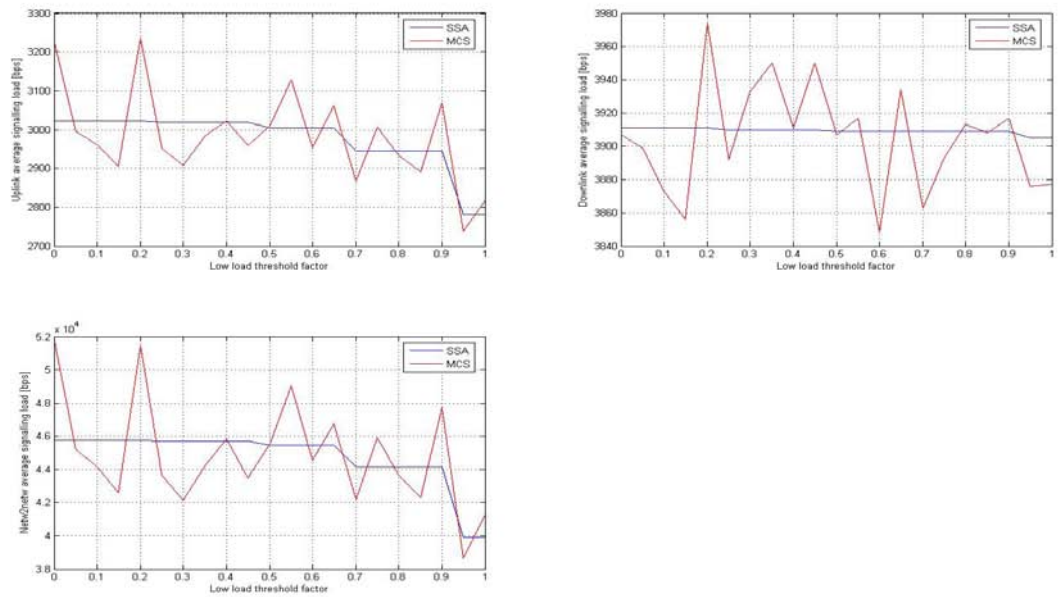 3300
3200
3100
3000
2900
2800
2700
Uplink average signalling load [bps]
0 0.1 0.2 0.3 0.4 0.5 0.6 0.7 0.8 0.9 1
Low load threshold factor
SSA
MCS
3980
3960
3940
3920
3900
3880
3860
3840
Downlink average signalling load [bps]
0 0.1 0.2 0.3 0.4 0.5 0.6 0.7 0.8 0.9 1
Low load threshold factor
SSA
MCS
x 10^4
5.2
5
4.8
4.6
4.4
4.2
4
3.8
Netw2netw average signalling load [bps]
0 0.1 0.2 0.3 0.4 0.5 0.6 0.7 0.8 0.9 1
Low load threshold factor
SSA
MCS